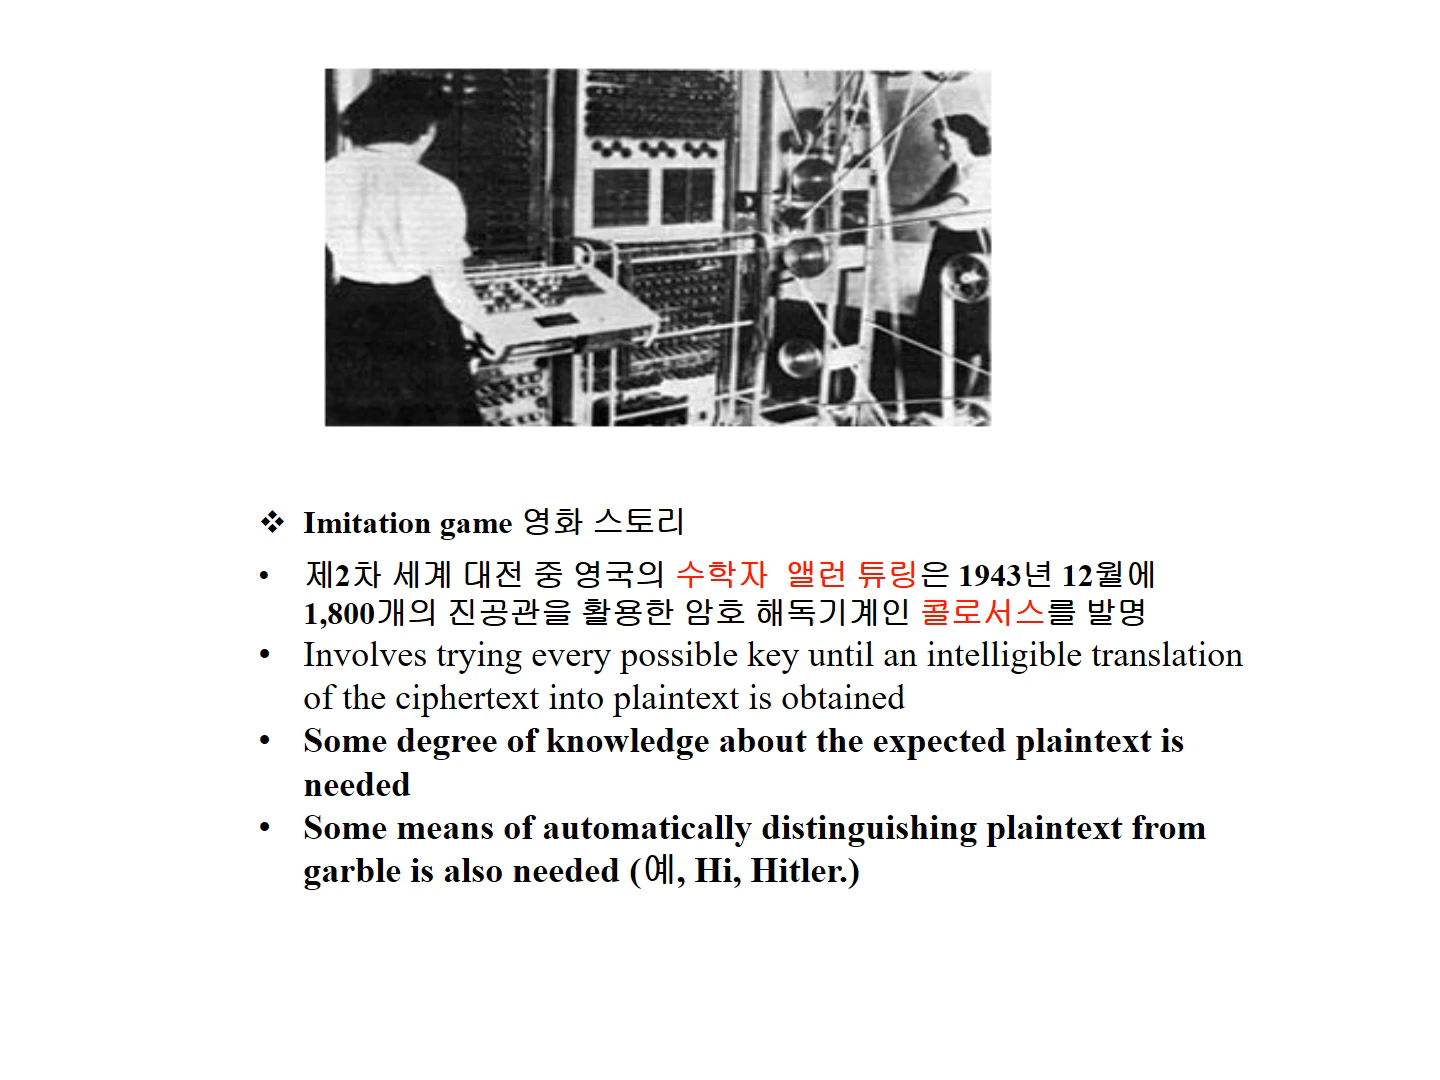 ❖ Imitation game 영화 스토리
• 제2차 세계 대전 중 영국의 수학자 앨런 튜링은 1943년 12월에
1,800개의 진공관을 활용한 암호 해독기계인 콜로서스를 발명
• Involves trying every possible key until an intelligible translation
of the ciphertext into plaintext is obtained
• Some degree of knowledge about the expected plaintext is
needed
• Some means of automatically distinguishing plaintext from
garble is also needed (예, Hi, Hitler.)